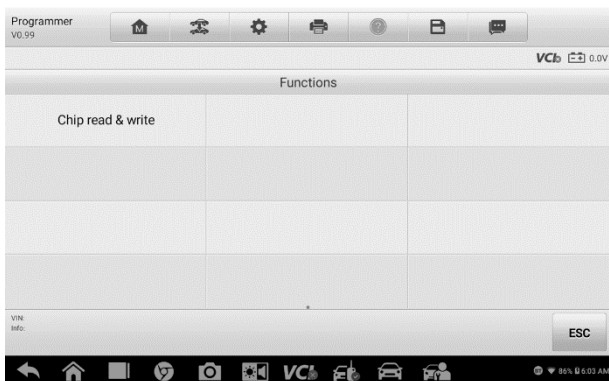 Programmer
V0.99
M
VCI 0.0V
Functions
Chip read & write
VIN:
Info:
ESC
VCI
86% 6:03 AM